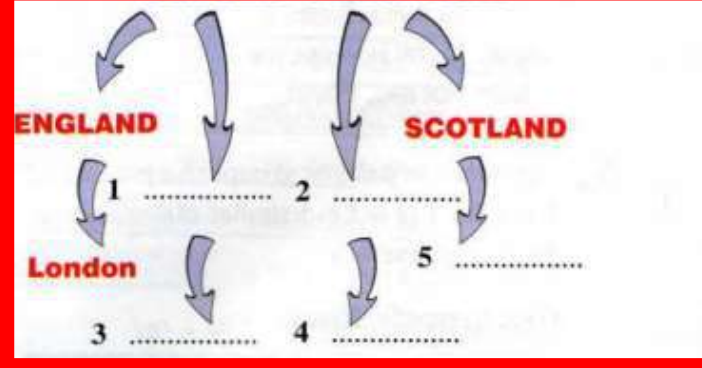 ENGLAND SCOTLAND
1 .................. 2 ..................
London 5 ..................
3 .................. 4 ..................